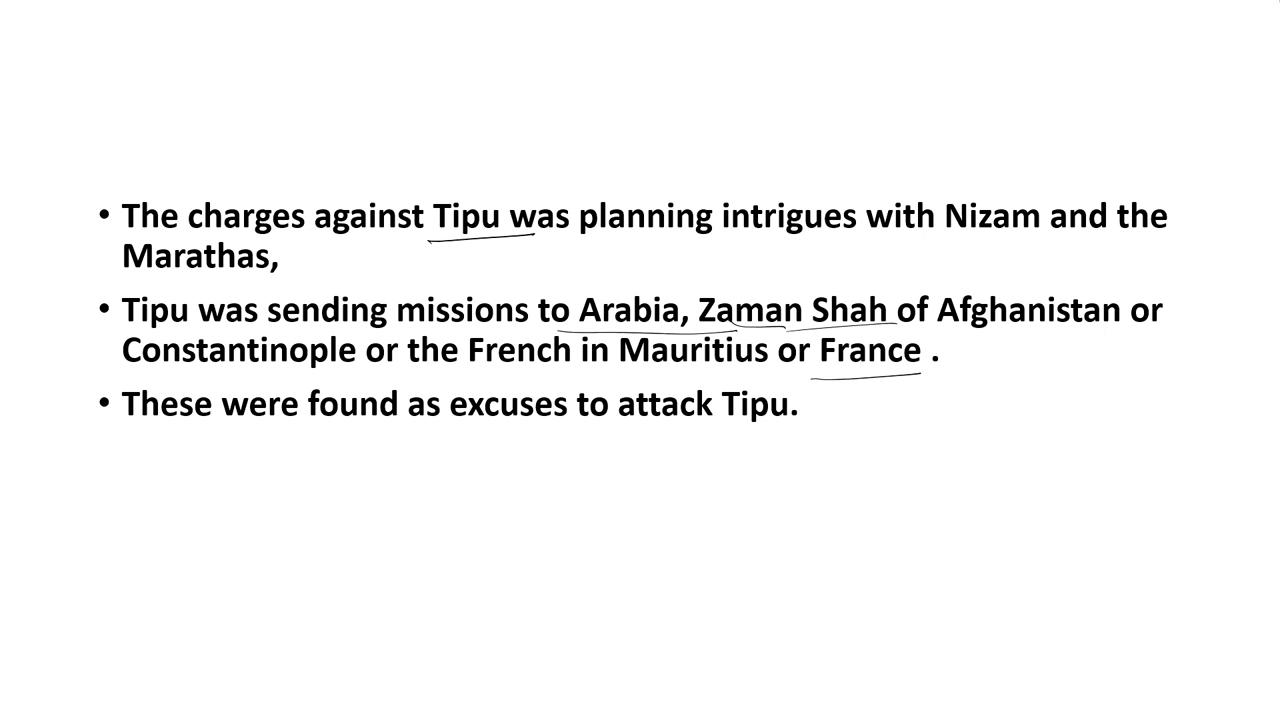 • The charges against Tipu was planning intrigues with Nizam and the
Marathas,
• Tipu was sending missions to Arabia, Zaman Shah of Afghanistan or
Constantinople or the French in Mauritius or France .
• These were found as excuses to attack Tipu.